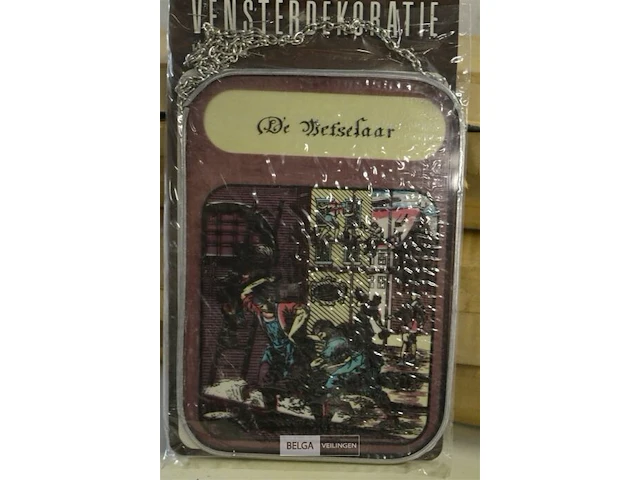 VENSTERDEKORATIE
De Metselaar
BELGA VEILINGEN